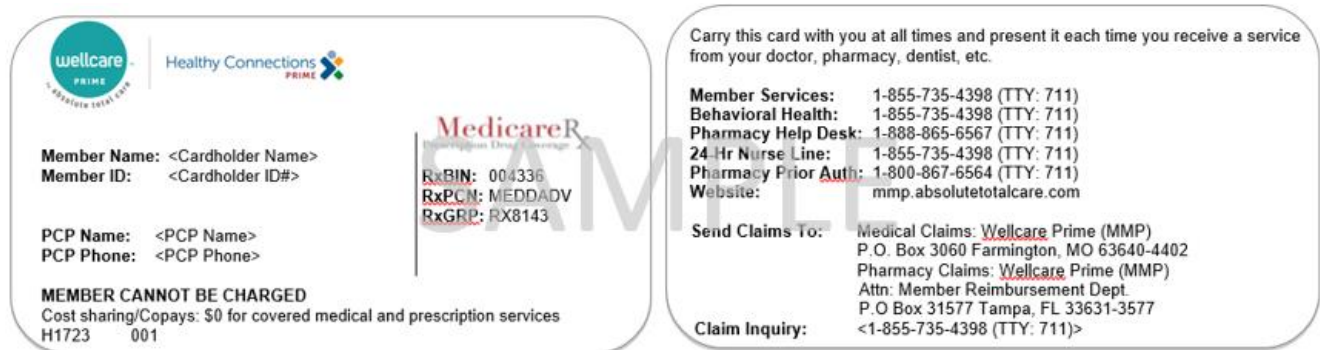 wellcare
PRIME
by absolute total care
Healthy Connections
PRIME
MedicareRx
Prescription Drug Coverage
Member Name: <Cardholder Name>
Member ID: <Cardholder ID#>
RxBIN: 004336
RxPCN: MEDDADV
RxGRP: RX8143
PCP Name: <PCP Name>
PCP Phone: <PCP Phone>
MEMBER CANNOT BE CHARGED
Cost sharing/Copays: $0 for covered medical and prescription services
H1723 001
SAMPLE
Carry this card with you at all times and present it each time you receive a service
from your doctor, pharmacy, dentist, etc.
Member Services: 1-855-735-4398 (TTY: 711)
Behavioral Health: 1-855-735-4398 (TTY: 711)
Pharmacy Help Desk: 1-888-865-6567 (TTY: 711)
24-Hr Nurse Line: 1-855-735-4398 (TTY: 711)
Pharmacy Prior Auth: 1-800-867-6564 (TTY: 711)
Website: mmp.absolutetotalcare.com
Send Claims To: Medical Claims: Wellcare Prime (MMP)
P.O. Box 3060 Farmington, MO 63640-4402
Pharmacy Claims: Wellcare Prime (MMP)
Attn: Member Reimbursement Dept.
P.O Box 31577 Tampa, FL 33631-3577
Claim Inquiry: <1-855-735-4398 (TTY: 711)>